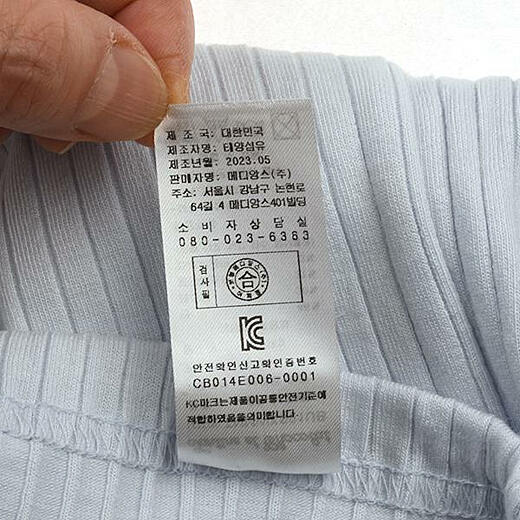 제 조 국: 대한민국
제조자명: 태양섬유
제조년월: 2023.05
판매자명: 메디앙스(주)
주소: 서울시 강남구 논현로
64길 4 메디앙스401빌딩
소 비 자 상 담 실
080-023-6363
검사필
合
안전확인신고확인증번호
CB014E006-0001
KC마크는제품이공통안전기준에
적합하였음을의미합니다.